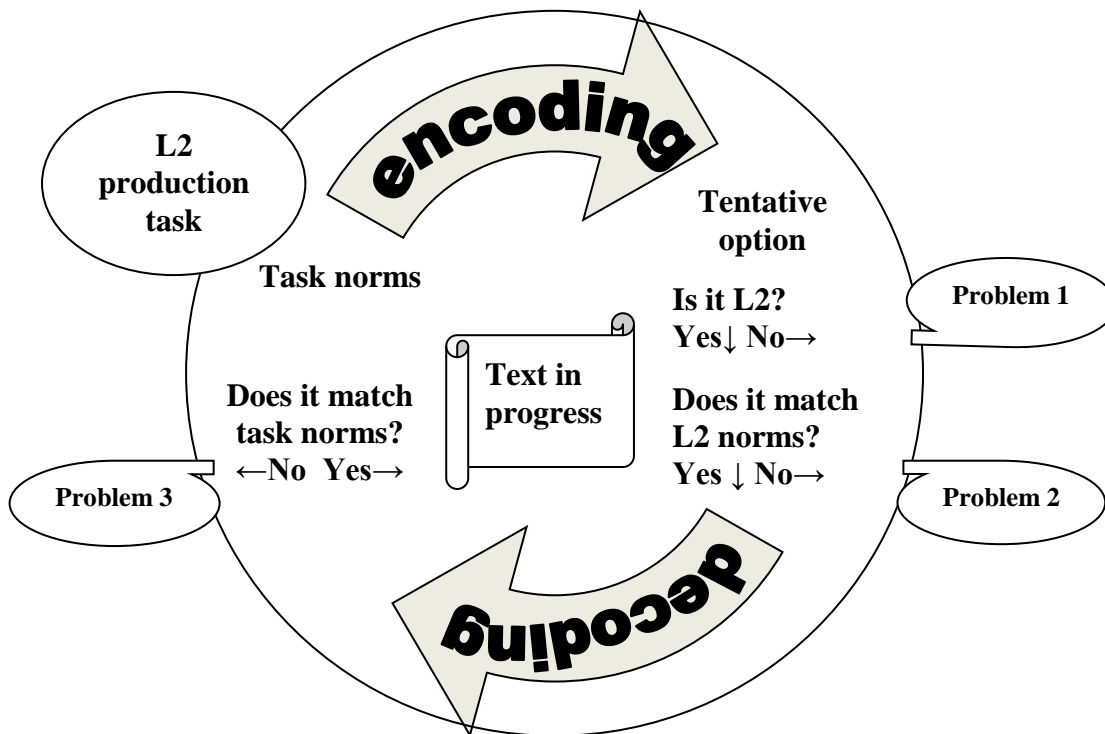 encoding
L2
production
task
Tentative
option
Task norms
Is it L2?
Yes↓ No→
Problem 1
Text in
progress
Does it match
task norms?
←No Yes→
Does it match
L2 norms?
Yes ↓ No→
Problem 3
Problem 2
decoding